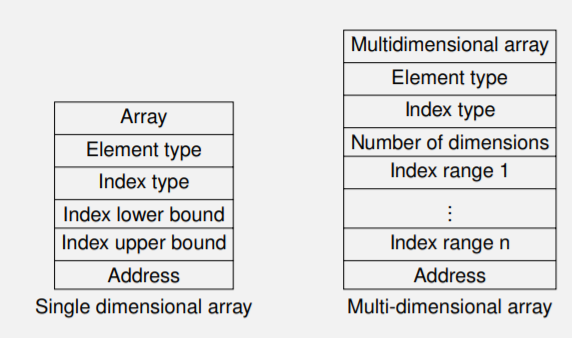 Array
Element type
Index type
Index lower bound
Index upper bound
Address
Single dimensional array
Multidimensional array
Element type
Index type
Number of dimensions
Index range 1
⋮
Index range n
Address
Multi-dimensional array